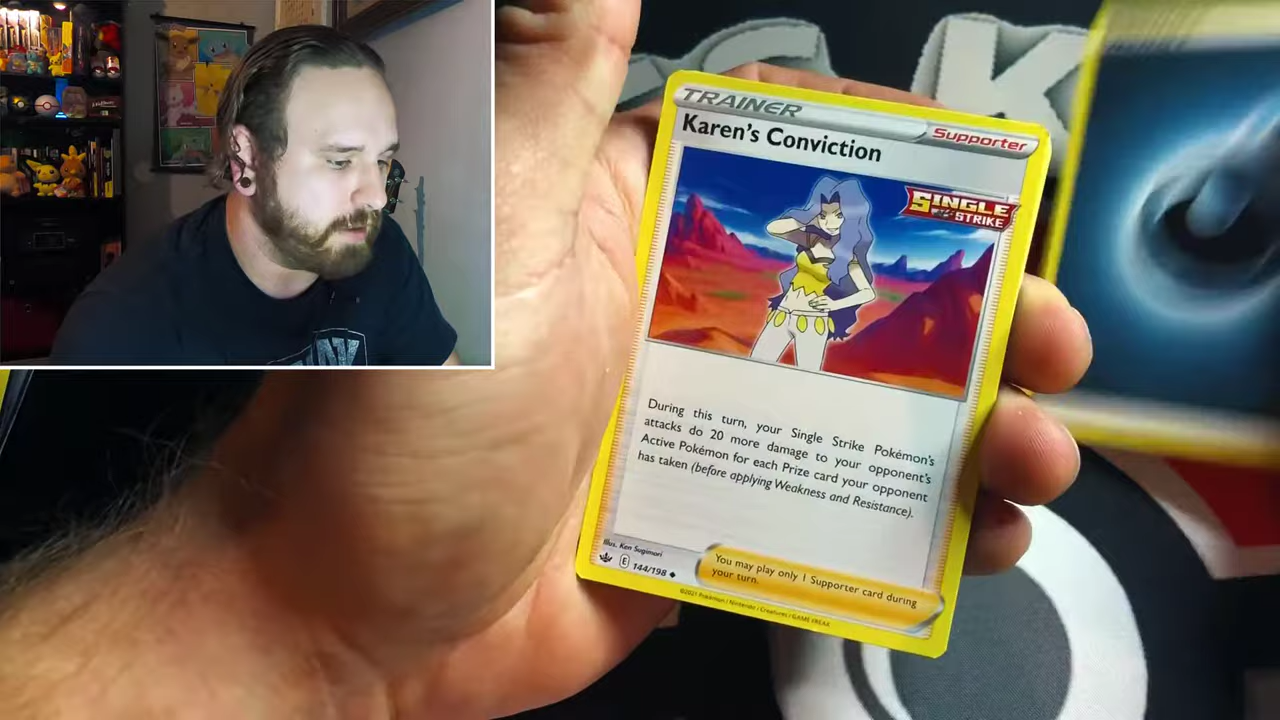 TRAINER
Supporter
Karen's Conviction
SINGLE
STRIKE
During this turn, your Single Strike Pokémon's
attacks do 20 more damage to your opponent's
Active Pokémon for each Prize card your opponent
has taken (before applying Weakness and Resistance).
Illus. Ken Sugimori
E 144/198
You may play only 1 Supporter card during
your turn.
©2021 Pokémon / Nintendo / Creatures / GAME FREAK